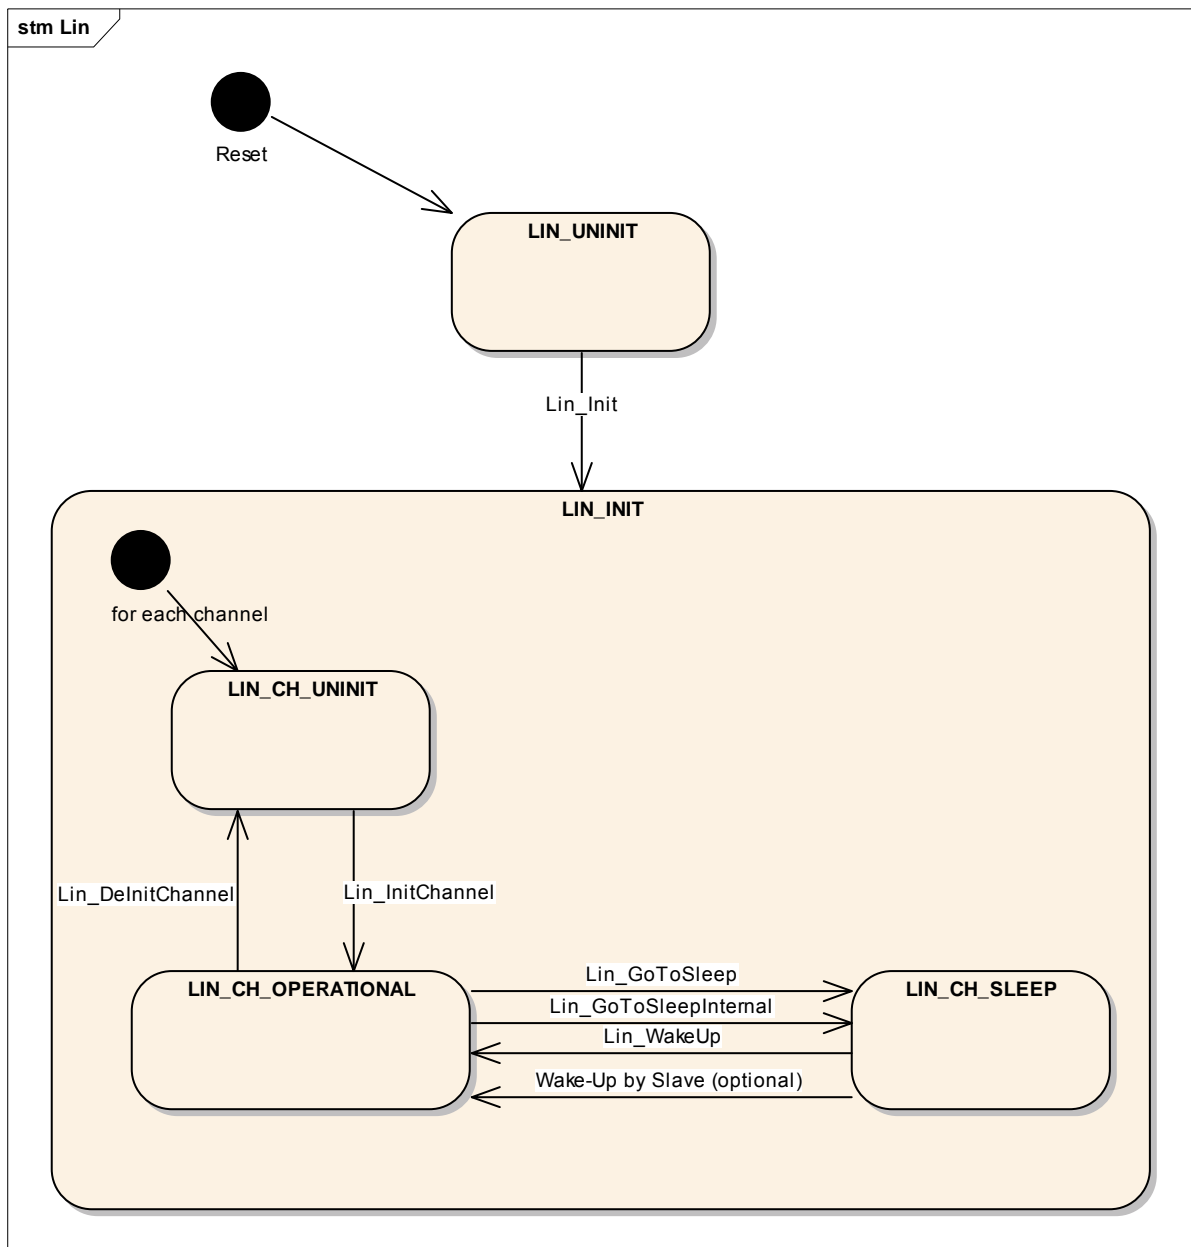 stm Lin
Reset
LIN_UNINIT
Lin_Init
LIN_INIT
for each channel
LIN_CH_UNINIT
Lin_DeInitChannel
Lin_InitChannel
LIN_CH_OPERATIONAL
Lin_GoToSleep
Lin_GoToSleepInternal
Lin_WakeUp
Wake-Up by Slave (optional)
LIN_CH_SLEEP